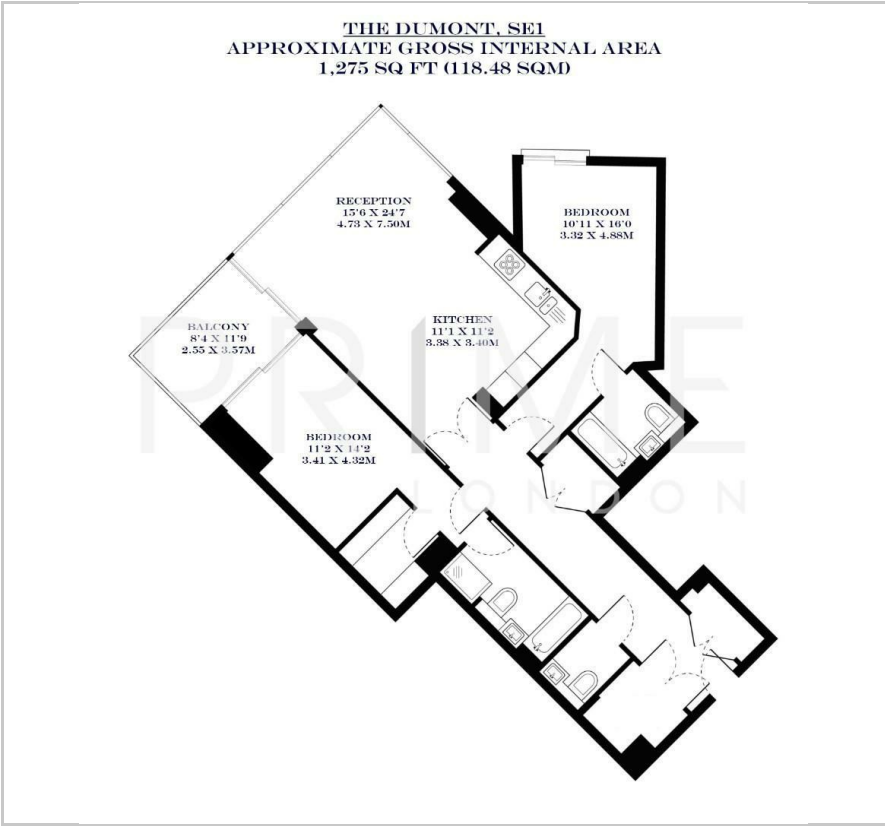 THE DUMONT, SE1
APPROXIMATE GROSS INTERNAL AREA
1,275 SQ FT (118.48 SQM)
RECEPTION
15'6 X 24'7
4.73 X 7.50M
BEDROOM
10'11 X 16'0
3.32 X 4.88M
BALCONY
8'4 X 11'9
2.55 X 3.57M
KITCHEN
11'1 X 11'2
3.38 X 3.40M
PRIME
LONDON
BEDROOM
11'2 X 14'2
3.41 X 4.32M